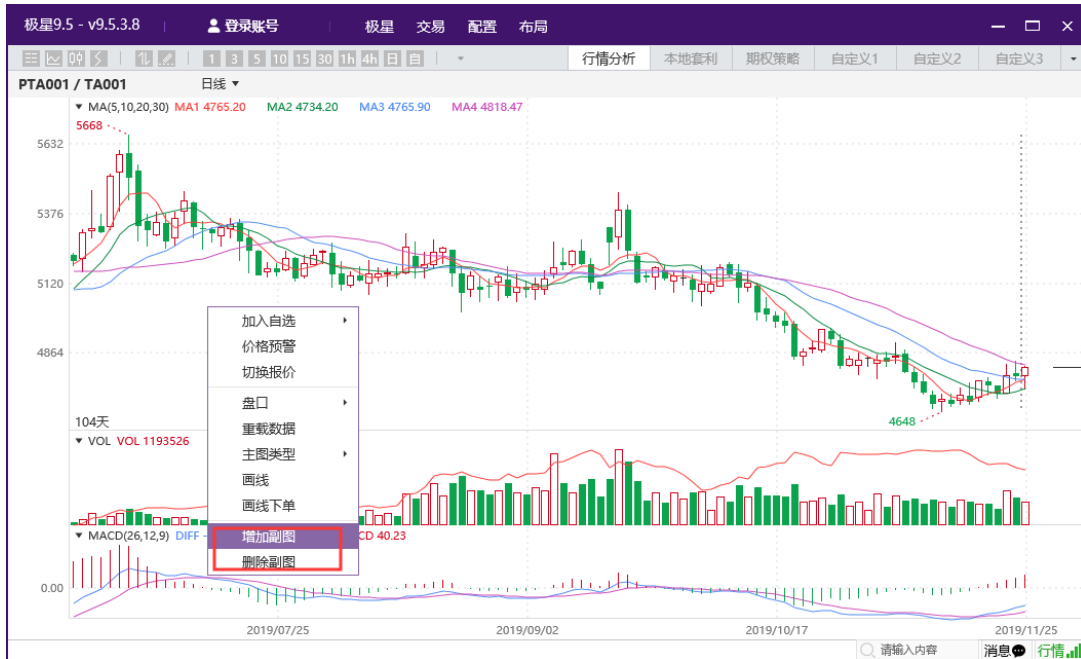 极星9.5 - v9.5.3.8 登录账号 极星 交易 配置 布局
1 3 5 10 15 30 1h 4h 日 自 行情分析 本地套利 期权策略 自定义1 自定义2 自定义3
PTA001 / TA001 日线
MA(5,10,20,30) MA1 4765.20 MA2 4734.20 MA3 4765.90 MA4 4818.47
5668
5632
5376
5120
加入自选
价格预警
4864
切换报价
盘口
104天
4648
重载数据
VOL VOL 1193526
主图类型
画线
画线下单
MACD(26,12,9) DIFF - CD 40.23
增加副图
删除副图
0.00
2019/07/25 2019/09/02 2019/10/17 2019/11/25
请输入内容 消息 行情